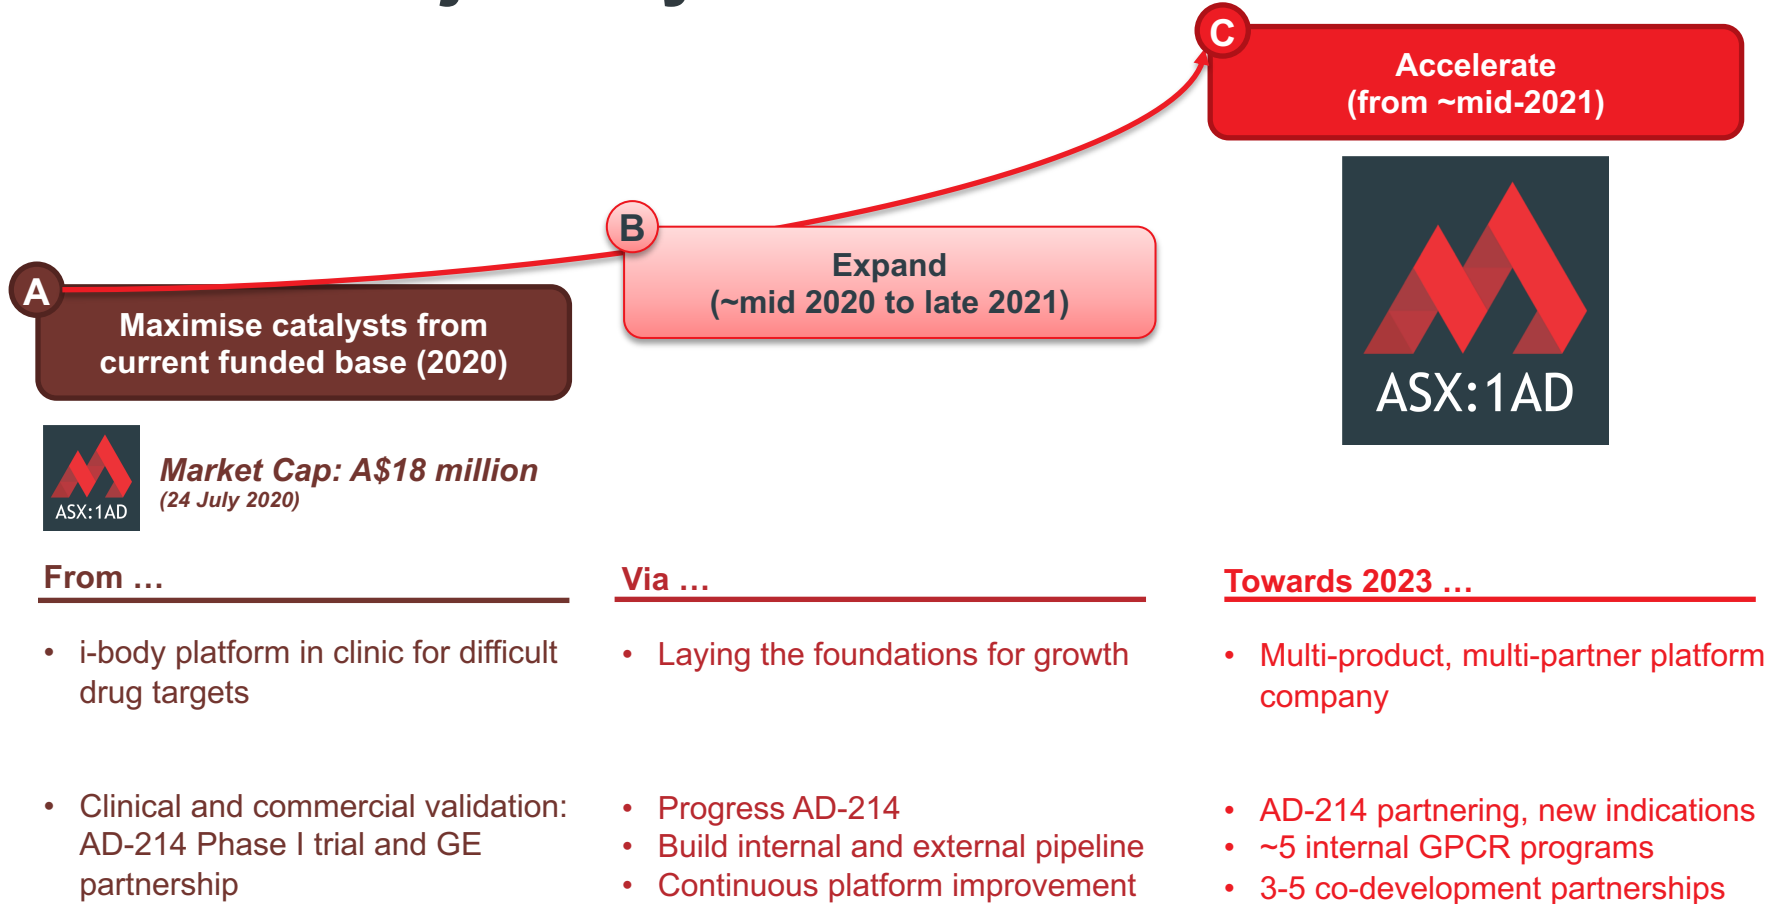 C
Accelerate
(from ~mid-2021)
B
Expand
(~mid 2020 to late 2021)
A
Maximise catalysts from
current funded base (2020)
ASX:1AD
ASX:1AD
Market Cap: A$18 million
(24 July 2020)
From …
• i-body platform in clinic for difficult
drug targets
• Clinical and commercial validation:
AD-214 Phase I trial and GE
partnership
Via …
• Laying the foundations for growth
• Progress AD-214
• Build internal and external pipeline
• Continuous platform improvement
Towards 2023 …
• Multi-product, multi-partner platform
company
• AD-214 partnering, new indications
• ~5 internal GPCR programs
• 3-5 co-development partnerships